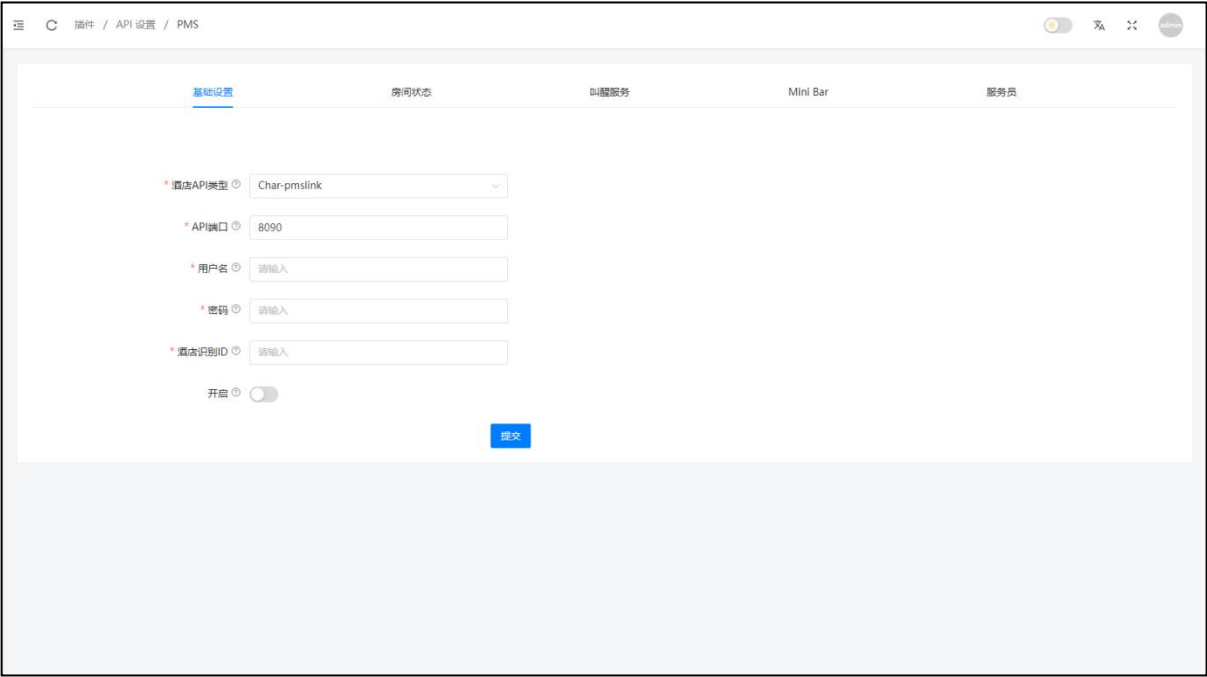 插件 / API 设置 / PMS
admin
基础设置 房间状态 叫醒服务 Mini Bar 服务员
* 酒店API类型 Char-pmslink
* API端口 8090
* 用户名 请输入
* 密码 请输入
* 酒店识别ID 请输入
开启
提交